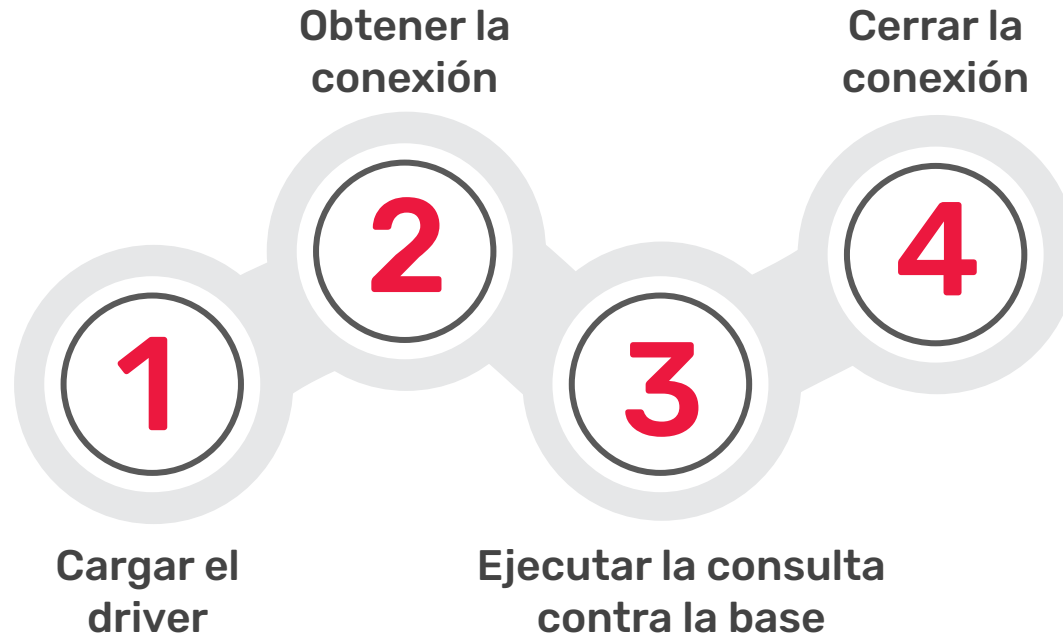 1
Cargar el
driver
2
Obtener la
conexión
3
Ejecutar la consulta
contra la base
4
Cerrar la
conexión